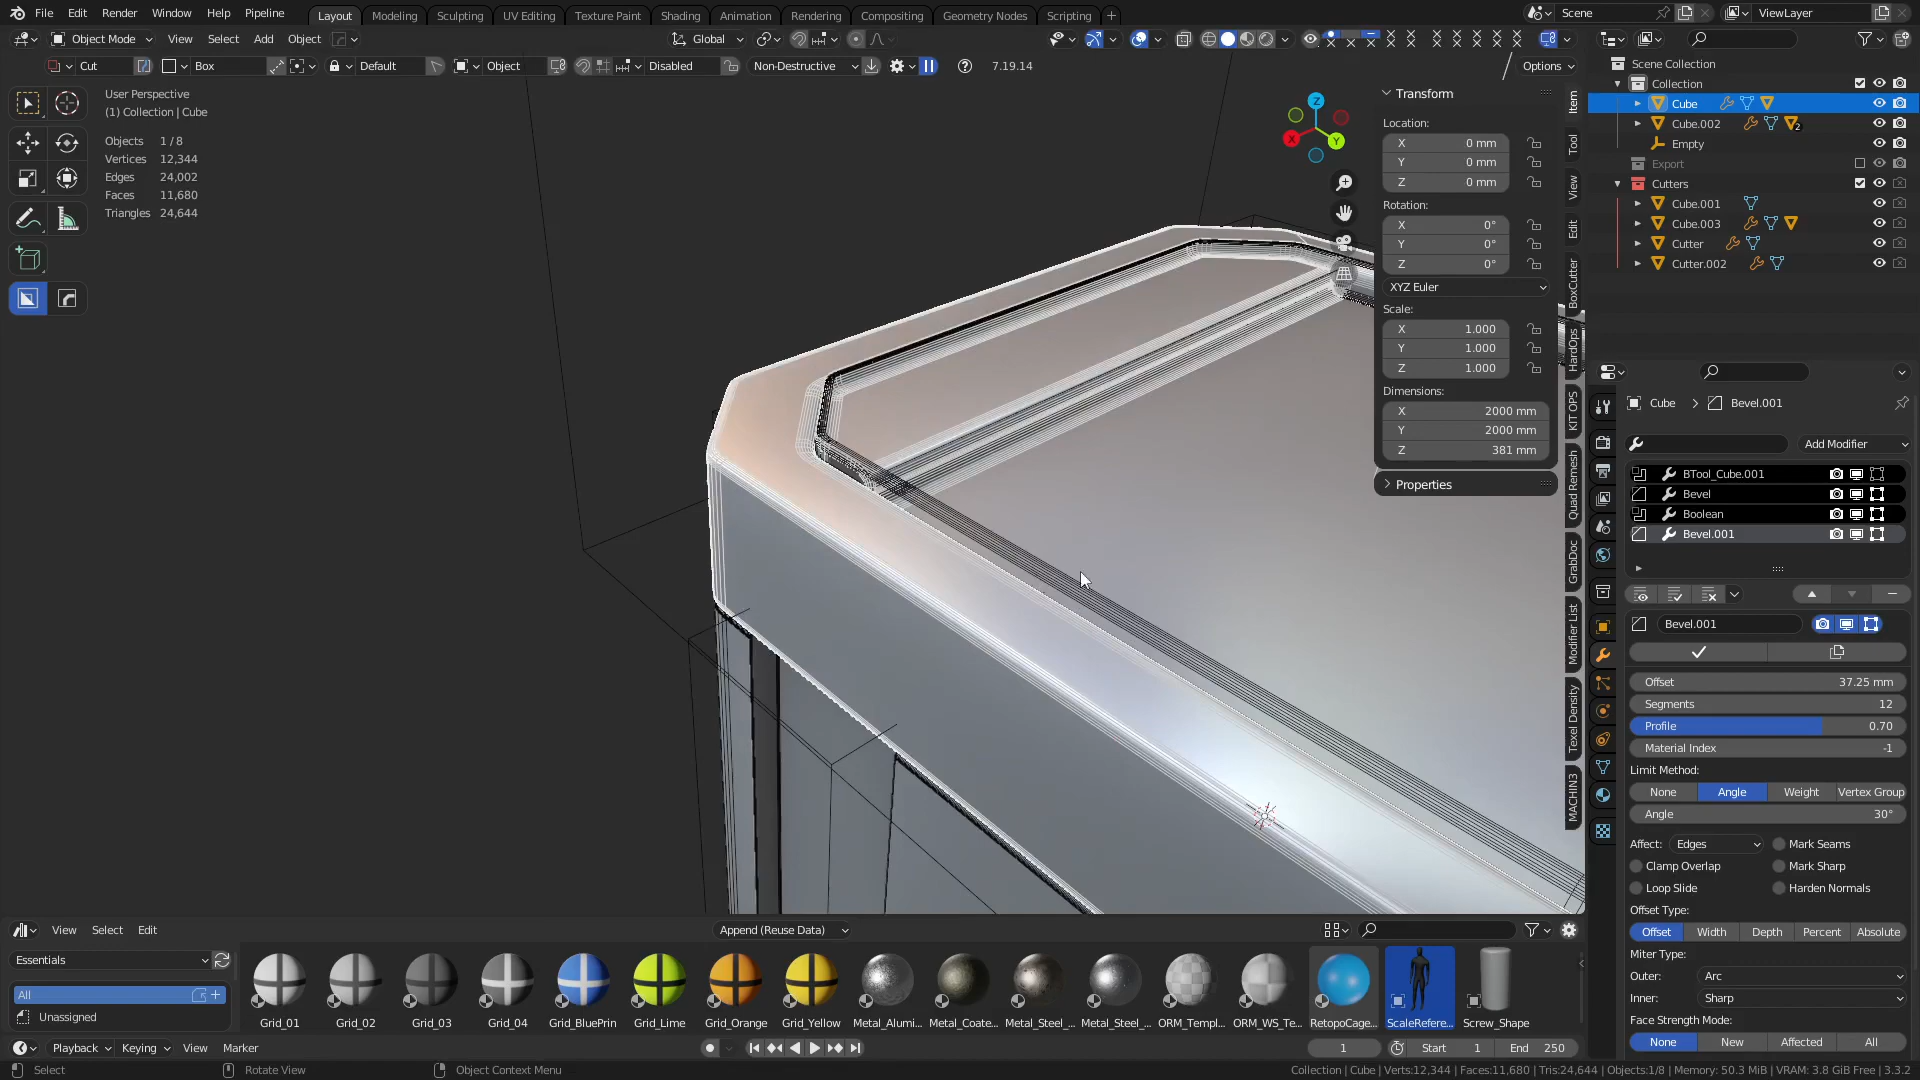 File Edit Render Window Help Pipeline Layout Modeling Sculpting UV Editing Texture Paint Shading Animation Rendering Compositing Geometry Nodes Scripting + Scene ViewLayer
Object Mode View Select Add Object Global
Cut Box Default Object Disabled Non-Destructive 7.19.14 Options
User Perspective
(1) Collection | Cube
Objects 1 / 8
Vertices 12,344
Edges 24,002
Faces 11,680
Triangles 24,644
Z
X
Y
Transform
Location:
X 0 mm
Y 0 mm
Z 0 mm
Rotation:
X 0°
Y 0°
Z 0°
XYZ Euler
Scale:
X 1.000
Y 1.000
Z 1.000
Dimensions:
X 2000 mm
Y 2000 mm
Z 381 mm
Properties
Item
Tool
View
Edit
BoxCutter
HardOps
KIT OPS
Quad Remesh
GrabDoc
Modifier List
Texel Density
MACHIN3
Scene Collection
Collection
Cube
Cube.002 2
Empty
Export
Cutters
Cube.001
Cube.003
Cutter
Cutter.002
Cube Bevel.001
Add Modifier
BTool_Cube.001
Bevel
Boolean
Bevel.001
Bevel.001
Offset 37.25 mm
Segments 12
Profile 0.70
Material Index -1
Limit Method:
None Angle Weight Vertex Group
Angle 30°
Affect: Edges Mark Seams
Clamp Overlap Mark Sharp
Loop Slide Harden Normals
Offset Type:
Offset Width Depth Percent Absolute
Miter Type:
Outer: Arc
Inner: Sharp
Face Strength Mode:
None New Affected All
View Select Edit Append (Reuse Data)
Essentials
All
Unassigned
Grid_01 Grid_02 Grid_03 Grid_04 Grid_BluePrin Grid_Lime Grid_Orange Grid_Yellow Metal_Alumi... Metal_Coate... Metal_Steel_... Metal_Steel_... ORM_Templ... ORM_WS_Te... RetopoCage... ScaleRefere... Screw_Shape
Playback Keying View Marker 1 Start 1 End 250
Select Rotate View Object Context Menu Collection | Cube | Verts:12,344 | Faces:11,680 | Tris:24,644 | Objects:1/8 | Memory: 50.3 MiB | VRAM: 3.8 GiB Free | 3.3.2